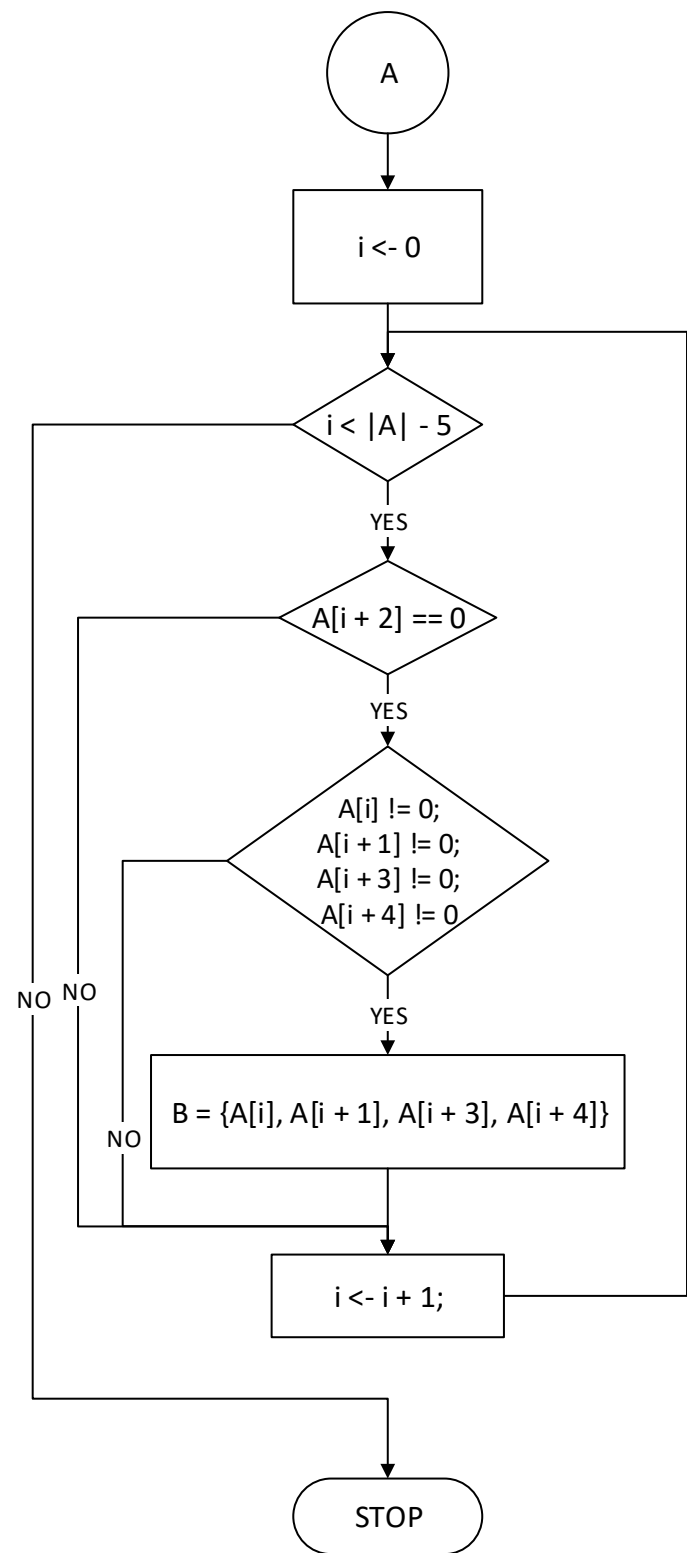 A
i <- 0
i < |A| - 5
YES
A[i + 2] == 0
YES
A[i] != 0;
A[i + 1] != 0;
A[i + 3] != 0;
A[i + 4] != 0
NO
NO
YES
B = {A[i], A[i + 1], A[i + 3], A[i + 4]}
NO
i <- i + 1;
STOP